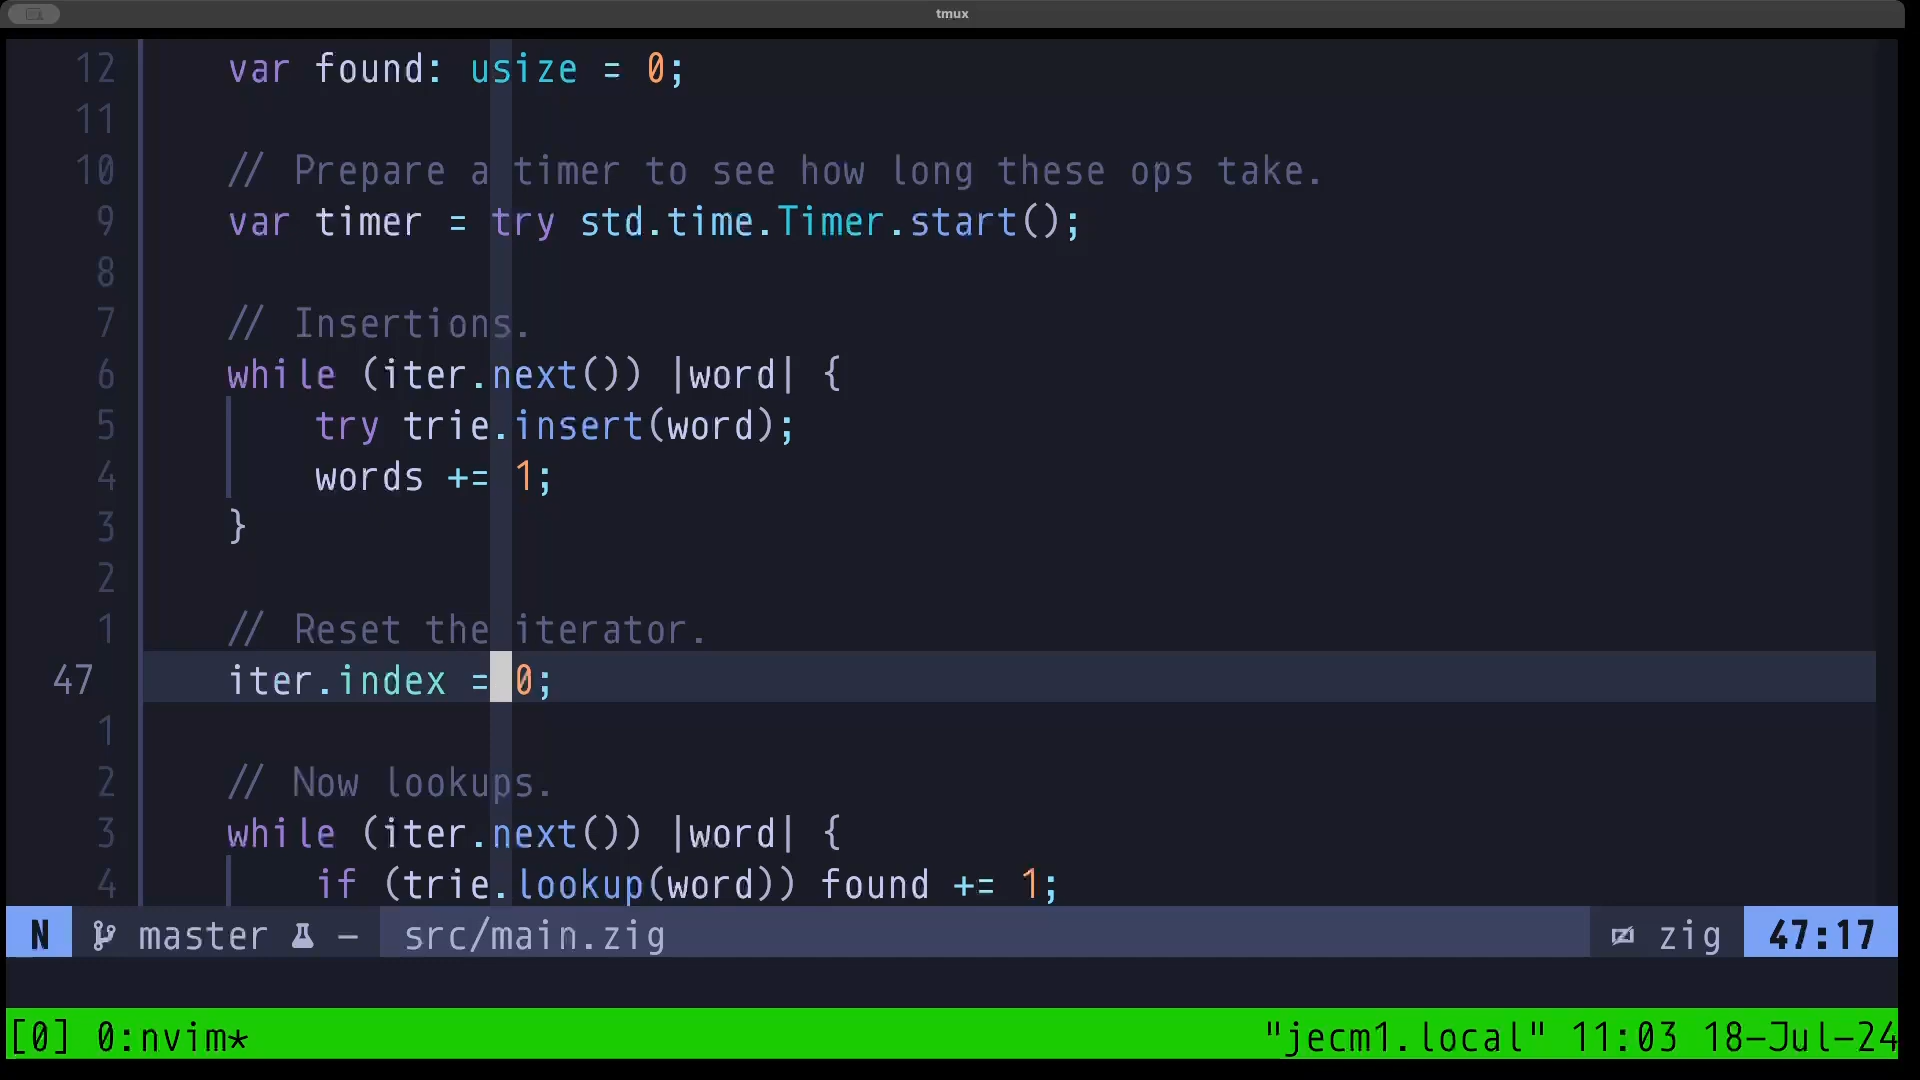 tmux
12 var found: usize = 0;
11
10 // Prepare a timer to see how long these ops take.
9 var timer = try std.time.Timer.start();
8
7 // Insertions.
6 while (iter.next()) |word| {
5 try trie.insert(word);
4 words += 1;
3 }
2
1 // Reset the iterator.
47 iter.index = 0;
1
2 // Now lookups.
3 while (iter.next()) |word| {
4 if (trie.lookup(word)) found += 1;
N master – src/main.zig zig 47:17
[0] 0:nvim* "jecm1.local" 11:03 18-Jul-24